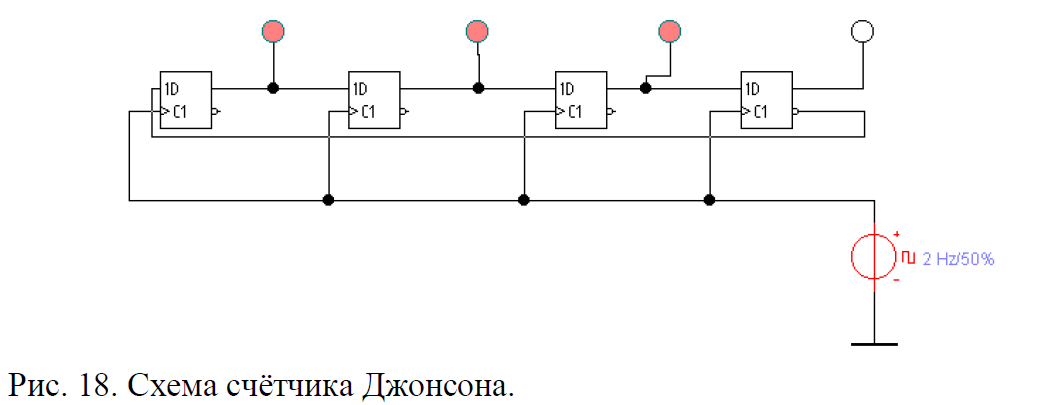 1D 1D 1D 1D
C1 C1 C1 C1
+
2 Hz/50%
−
Рис. 18. Схема счётчика Джонсона.